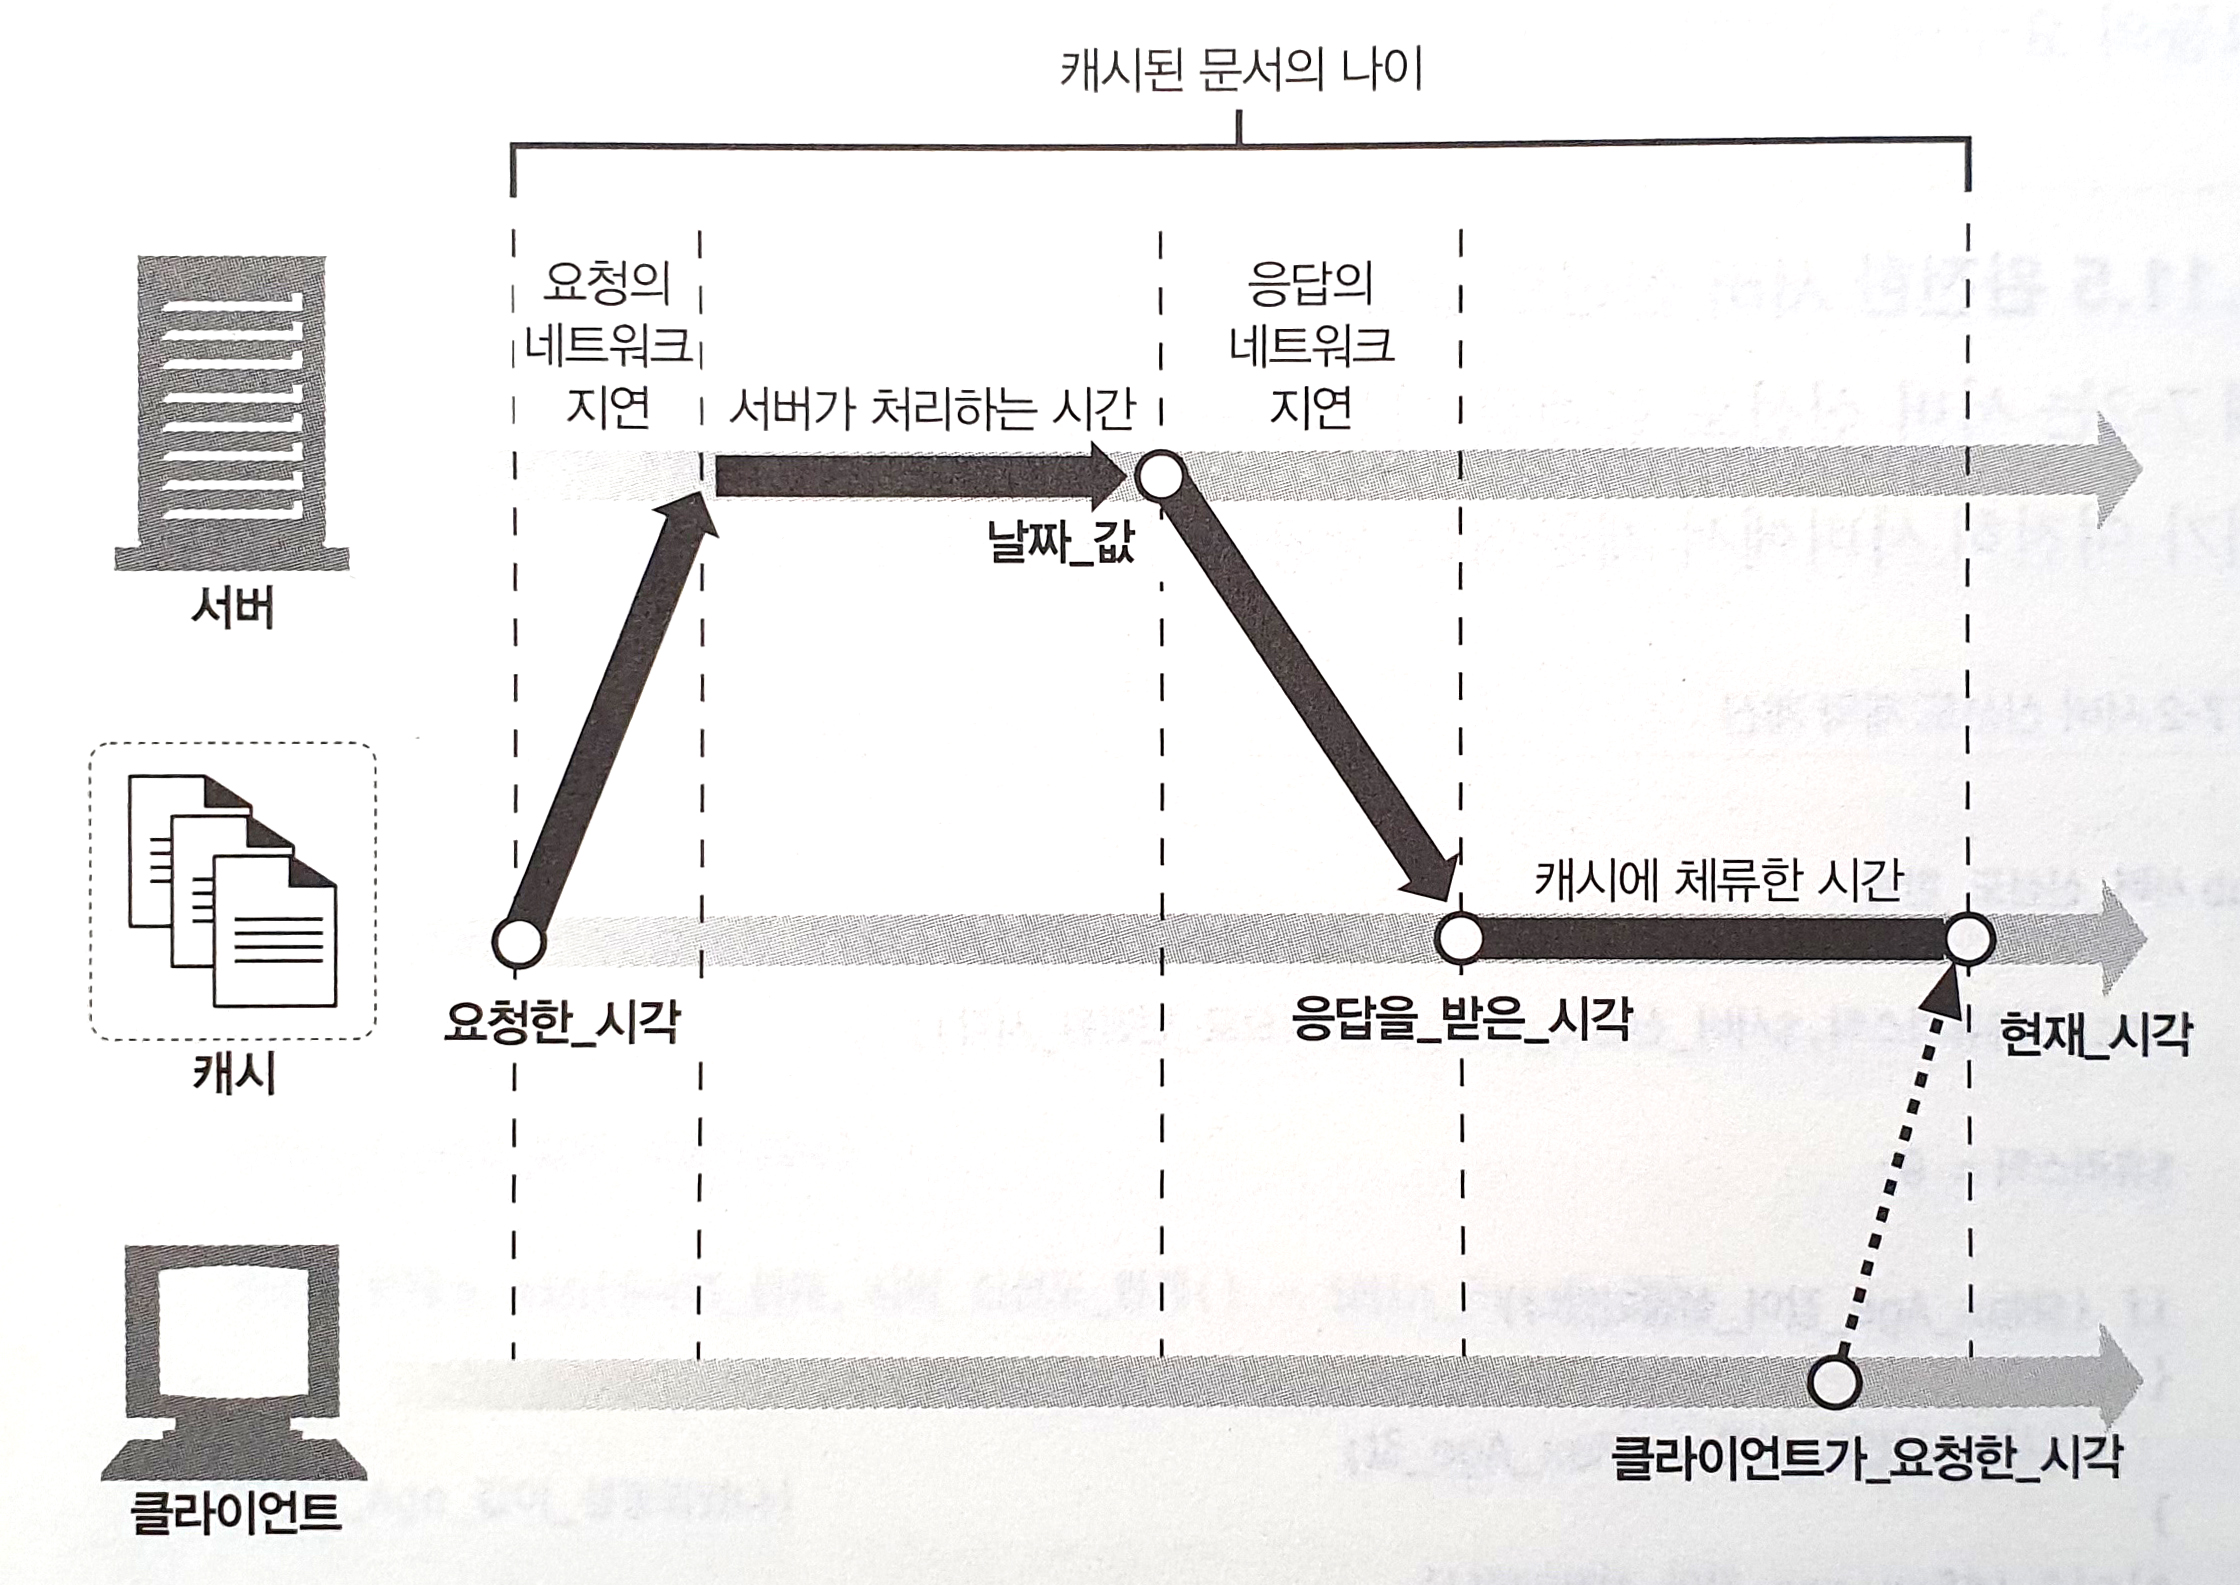 캐시된 문서의 나이
요청의
네트워크
지연
서버가 처리하는 시간
응답의
네트워크
지연
날짜_값
서버
캐시에 체류한 시간
요청한_시각
응답을_받은_시각
현재_시각
캐시
클라이언트가_요청한_시각
클라이언트